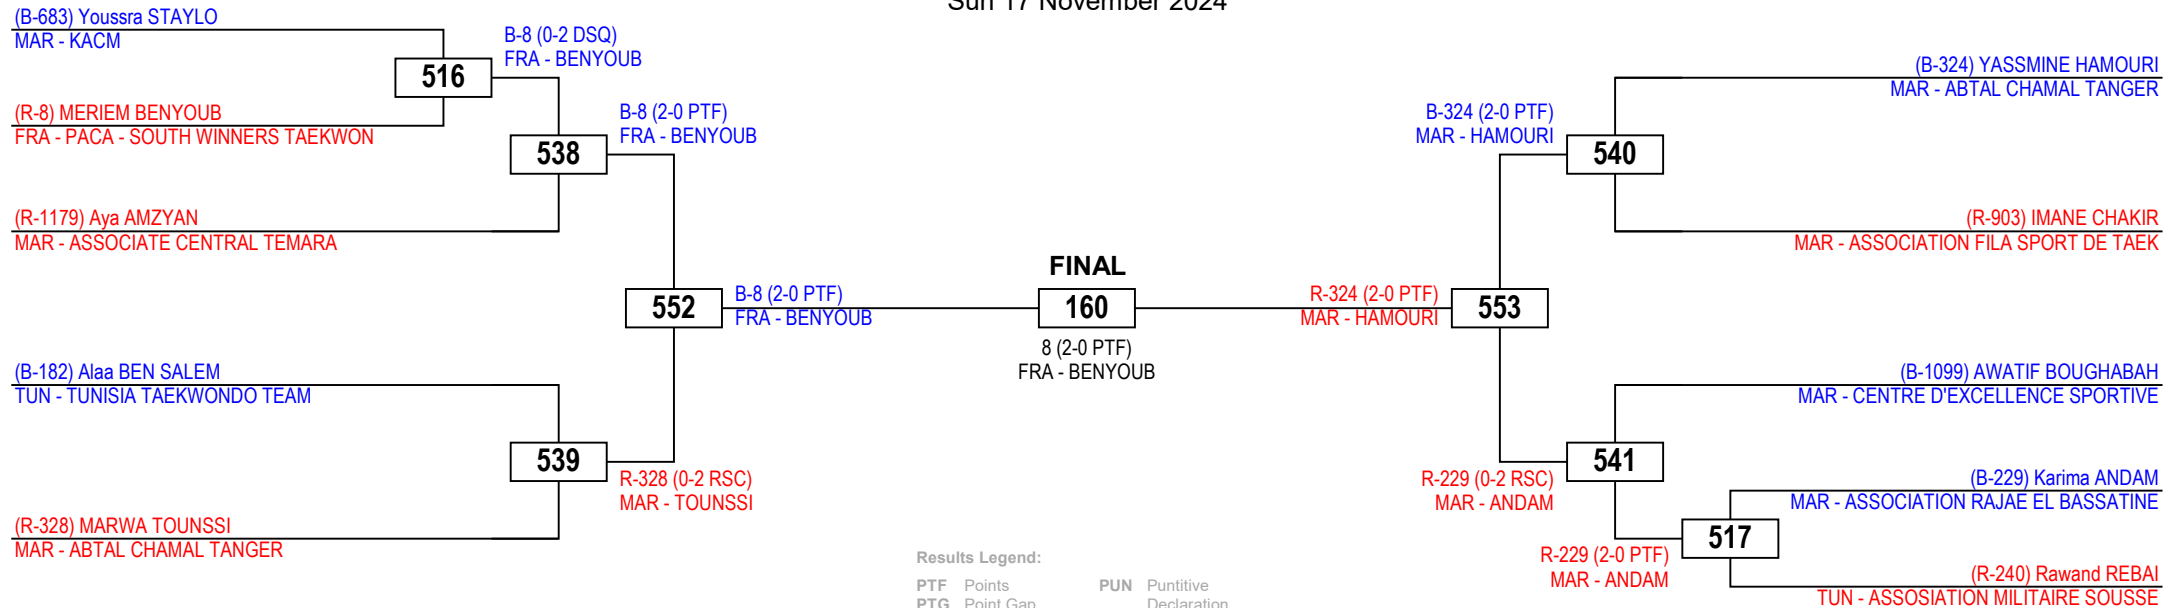 Sun 17 November 2024
(B-683) Youssra STAYLO
MAR - KACM
516
B-8 (0-2 DSQ)
FRA - BENYOUB
(R-8) MERIEM BENYOUB
FRA - PACA - SOUTH WINNERS TAEKWON
538
B-8 (2-0 PTF)
FRA - BENYOUB
(R-1179) Aya AMZYAN
MAR - ASSOCIATE CENTRAL TEMARA
552
B-8 (2-0 PTF)
FRA - BENYOUB
(B-182) Alaa BEN SALEM
TUN - TUNISIA TAEKWONDO TEAM
539
R-328 (0-2 RSC)
MAR - TOUNSSI
(R-328) MARWA TOUNSSI
MAR - ABTAL CHAMAL TANGER
FINAL
160
8 (2-0 PTF)
FRA - BENYOUB
(B-324) YASSMINE HAMOURI
MAR - ABTAL CHAMAL TANGER
B-324 (2-0 PTF)
MAR - HAMOURI
540
(R-903) IMANE CHAKIR
MAR - ASSOCIATION FILA SPORT DE TAEK
R-324 (2-0 PTF)
MAR - HAMOURI
553
(B-1099) AWATIF BOUGHABAH
MAR - CENTRE D'EXCELLENCE SPORTIVE
541
R-229 (0-2 RSC)
MAR - ANDAM
(B-229) Karima ANDAM
MAR - ASSOCIATION RAJAE EL BASSATINE
517
R-229 (2-0 PTF)
MAR - ANDAM
(R-240) Rawand REBAI
TUN - ASSOSIATION MILITAIRE SOUSSE
Results Legend:
PTF Points PUN Puntitive
PTG Point Gap Declaration